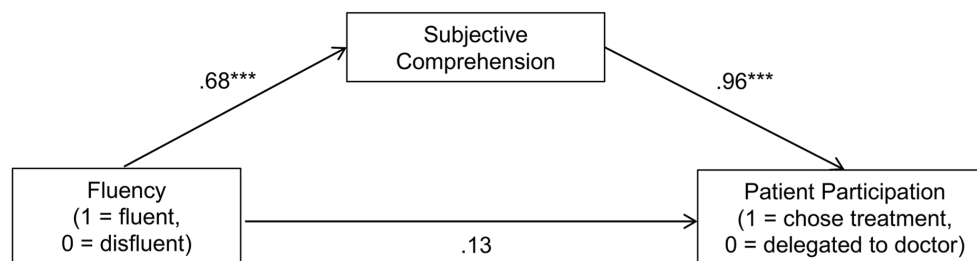 Subjective
Comprehension
.68***
.96***
Fluency
(1 = fluent,
0 = disfluent)
.13
Patient Participation
(1 = chose treatment,
0 = delegated to doctor)